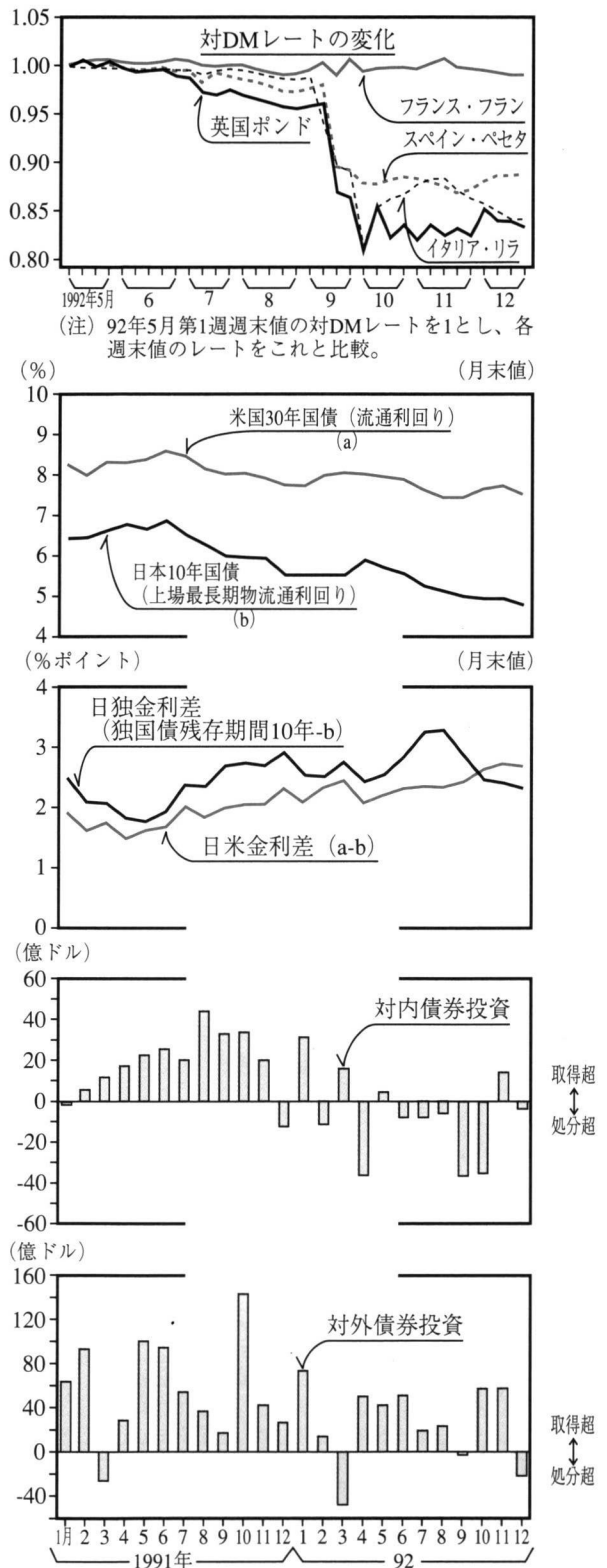 対DMレートの変化
1.05
1.00
0.95
0.90
0.85
0.80
フランス・フラン
英国ポンド
スペイン・ペセタ
イタリア・リラ
1992年5月 6 7 8 9 10 11 12
(注) 92年5月第1週週末値の対DMレートを1とし、各
週末値のレートをこれと比較。
(%) (月末値)
10
9
8
7
6
5
4
米国30年国債(流通利回り)
(a)
日本10年国債
(上場最長期物流通利回り)
(b)
(%ポイント) (月末値)
4
3
2
1
0
日独金利差
(独国債残存期間10年-b)
日米金利差 (a-b)
(億ドル)
60
40
20
0
-20
-40
-60
対内債券投資
取得超
処分超
(億ドル)
160
120
80
40
0
-40
対外債券投資
取得超
処分超
1月 2 3 4 5 6 7 8 9 10 11 12 1 2 3 4 5 6 7 8 9 10 11 12
1991年 92